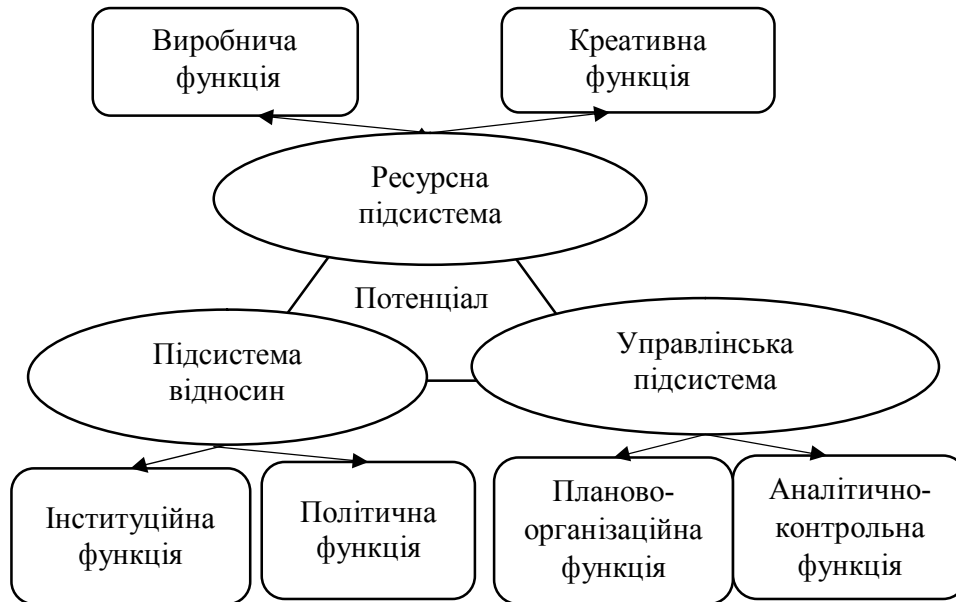 Виробнича
функція
Креативна
функція
Ресурсна
підсистема
Потенціал
Підсистема
відносин
Управлінська
підсистема
Інституційна
функція
Політична
функція
Планово-
організаційна
функція
Аналітично-
контрольна
функція